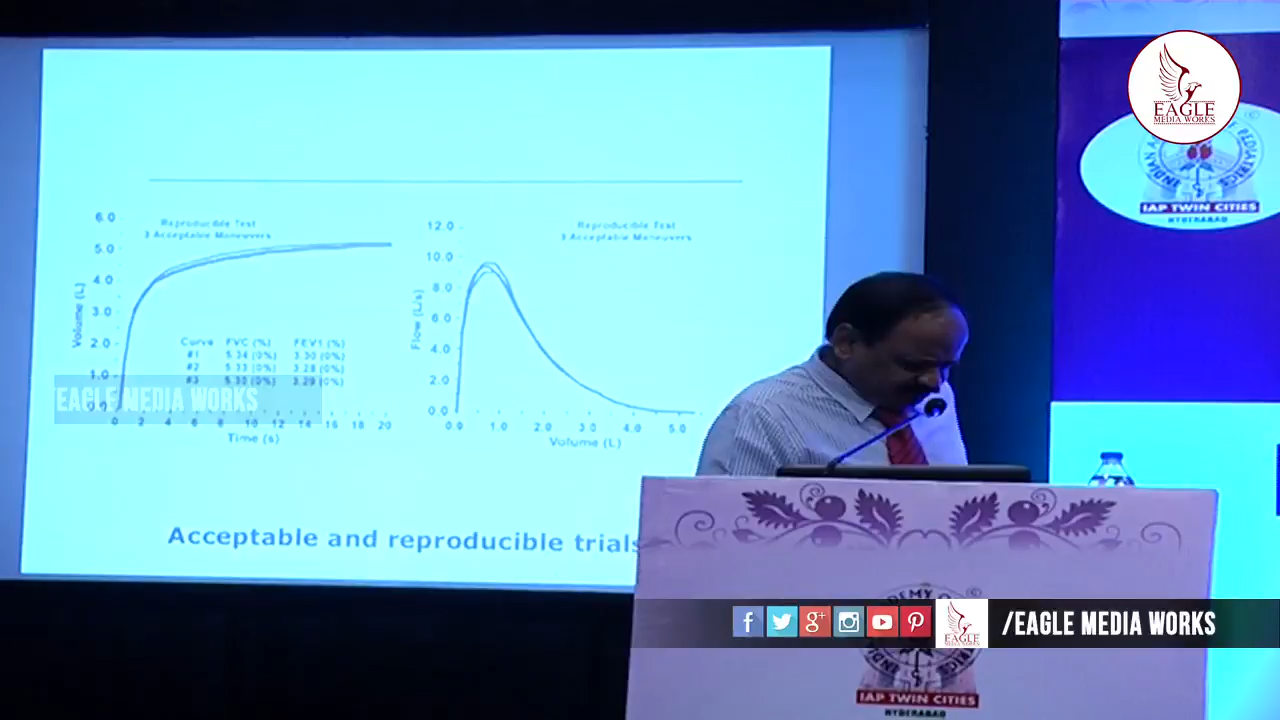 EAGLE
MEDIA WORKS
INDIAN A
PEDIATRICS
IAP TWIN CITIES
HYDERABAD
Reproducible Test
3 Acceptable Maneuvers
6.0
5.0
4.0
3.0
2.0
1.0
0.0
Volume (L)
Curve FVC (%) FEV1 (%)
#1 5.34 (0%) 3.30 (0%)
#2 5.33 (0%) 3.28 (0%)
#3 5.30 (0%) 3.29 (0%)
2 4 6 8 10 12 14 16 18 20
Time (s)
Reproducible Test
3 Acceptable Maneuvers
12.0
10.0
8.0
6.0
4.0
2.0
0.0
Flow (L/s)
0.0 1.0 2.0 3.0 4.0 5.0
Volume (L)
EAGLE MEDIA WORKS
Acceptable and reproducible trials
/EAGLE MEDIA WORKS
IAP TWIN CITIES
HYDERABAD